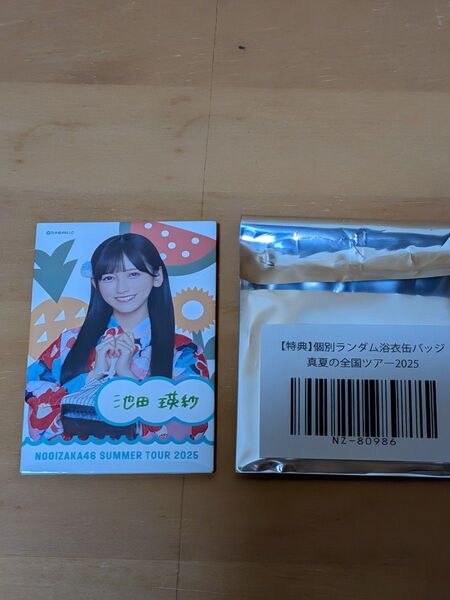 池田 瑛紗
NOGIZAKA46 SUMMER TOUR 2025
【特典】個別ランダム浴衣缶バッジ
真夏の全国ツアー2025
NZ-80986